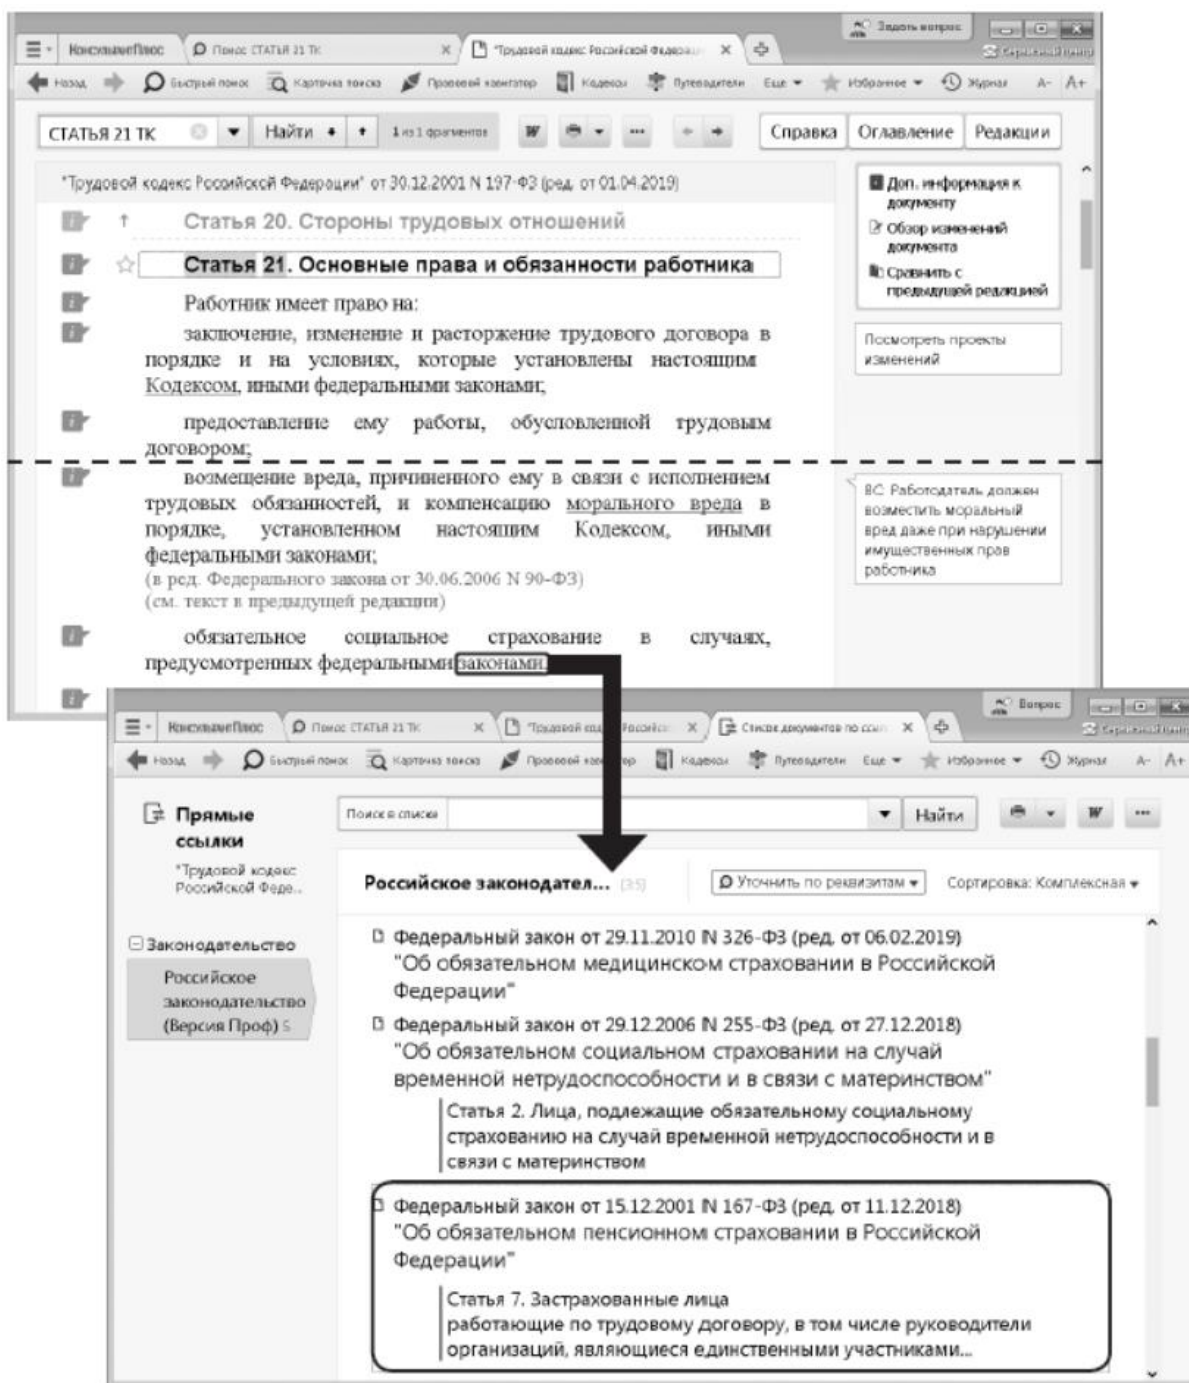 Задать вопрос
КонсультантПлюс
Поиск: СТАТЬЯ 21 ТК
"Трудовой кодекс Российской Федерац
Сервисный центр
Назад
Быстрый поиск
Карточка поиска
Правовой навигатор
Кодексы
Путеводители
Еще
Избранное
Журнал
А-
А+
СТАТЬЯ 21 ТК
Найти
1 из 1 фрагментов
W
...
Справка
Оглавление
Редакции
"Трудовой кодекс Российской Федерации" от 30.12.2001 N 197-ФЗ (ред. от 01.04.2019)
Доп. информация к
документу
Обзор изменений
документа
Сравнить с
предыдущей редакцией
Посмотреть проекты
изменений
Статья 20. Стороны трудовых отношений
Статья 21. Основные права и обязанности работника
Работник имеет право на:
заключение, изменение и расторжение трудового договора в
порядке и на условиях, которые установлены настоящим
Кодексом, иными федеральными законами;
предоставление ему работы, обусловленной трудовым
договором;
возмещение вреда, причиненного ему в связи с исполнением
трудовых обязанностей, и компенсацию морального вреда в
порядке, установленном настоящим Кодексом, иными
федеральными законами;
(в ред. Федерального закона от 30.06.2006 N 90-ФЗ)
(см. текст в предыдущей редакции)
ВС: Работодатель должен
возместить моральный
вред даже при нарушении
имущественных прав
работника
обязательное социальное страхование в случаях,
предусмотренных федеральными законами.
Вопрос
КонсультантПлюс
Поиск: СТАТЬЯ 21 ТК
"Трудовой код Российс
Список документов по ссыл
Сервисный центр
Назад
Быстрый поиск
Карточка поиска
Правовой нав тор
Кодексы
Путеводители
Еще
Избранное
Журнал
А-
А+
Прямые
ссылки
"Трудовой кодекс
Российской Феде...
Законодательство
Российское
законодательство
(Версия Проф) 5
Поиск в списке
Найти
W
...
Российское законодател... (35)
Уточнить по реквизитам
Сортировка: Комплексная
Федеральный закон от 29.11.2010 N 326-ФЗ (ред. от 06.02.2019)
"Об обязательном медицинском страховании в Российской
Федерации"
Федеральный закон от 29.12.2006 N 255-ФЗ (ред. от 27.12.2018)
"Об обязательном социальном страховании на случай
временной нетрудоспособности и в связи с материнством"
Статья 2. Лица, подлежащие обязательному социальному
страхованию на случай временной нетрудоспособности и в
связи с материнством
Федеральный закон от 15.12.2001 N 167-ФЗ (ред. от 11.12.2018)
"Об обязательном пенсионном страховании в Российской
Федерации"
Статья 7. Застрахованные лица
работающие по трудовому договору, в том числе руководители
организаций, являющиеся единственными участниками...